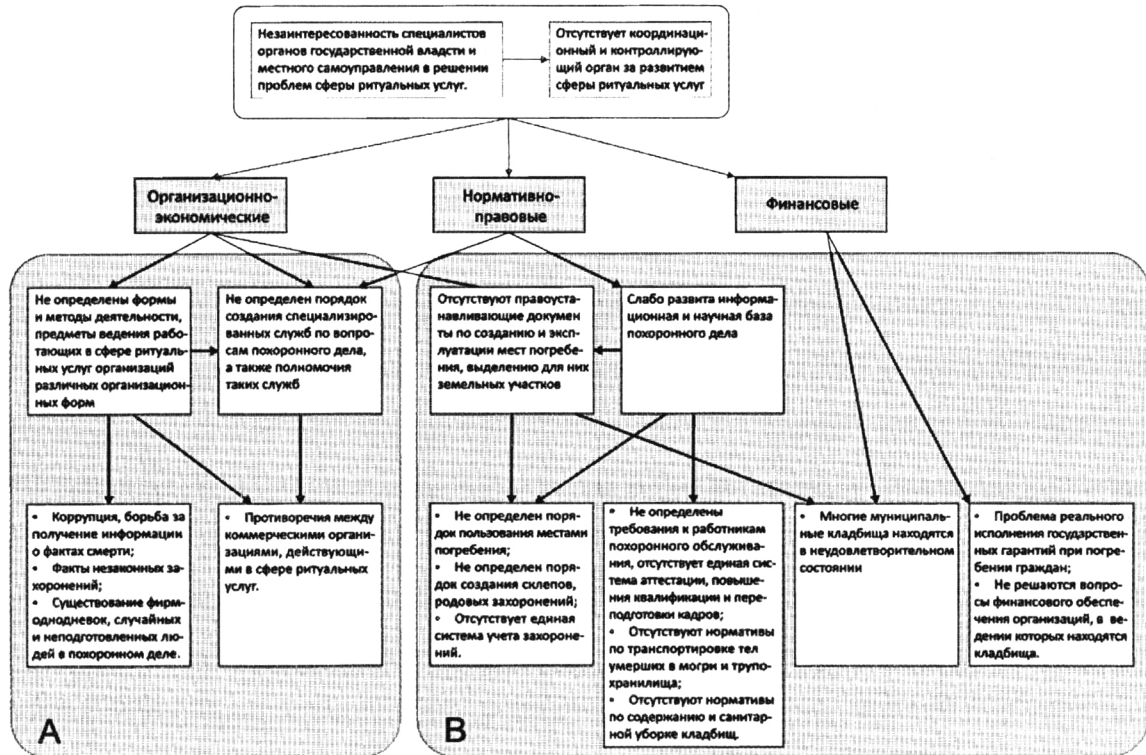 Незаинтересованность специалистов
органов государственной владсти и
местного самоуправления в решении
проблем сферы ритуальных услуг.
Отсутствует координаци-
онный и контроллирую-
щий орган за развитием
сферы ритуальных услуг
Организационно-
экономические
Нормативно-
правовые
Финансовые
Не определены формы
и методы деятельности,
предметы ведения рабо-
тающих в сфере ритуаль-
ных услуг организаций
различных организацион-
ных форм
Не определен порядок
создания специализир-
ованных служб по вопро-
сам похоронного дела,
а также полномочия
таких служб
Отсутствуют правоуста-
навливающие докумен-
ты по созданию и экспл-
уатации мест погребе-
ния, выделению для них
земельных участков
Слабо развита информа-
ционная и научная база
похоронного дела
• Коррупция, борьба за
получение информации
о фактах смерти;
• Факты незаконных за-
хоронений;
• Существование фирм-
однодневок, случайных
и неподготовленных лю-
дей в похоронном деле.
• Противоречия между
коммерческими органи-
зациями, действующи-
ми в сфере ритуальных
услуг.
• Не определен поря-
док пользования местами
погребения;
• Не определен поря-
док создания склепов,
родовых захоронений;
• Отсутствует единая
система учета захороне-
ний.
• Не определены
требования к работникам
похоронного обслужива-
ния, отсутствует единая сис-
тема аттестации, повыше-
ния квалификации и пере-
подготовки кадров;
• Отсутствуют нормативы
по транспортировке тел
умерших в могри и трупо-
хранилища;
• Отсутствуют нормативы
по содержанию и санитар-
ной уборке кладбищ.
• Многие муниципаль-
ные кладбища находятся
в неудовлетворительном
состоянии
• Проблема реального
исполнения государствен-
ных гарантий при погре-
бении граждан;
• Не решаются вопро-
сы финансового обеспе-
чения организаций, в ве-
дении которых находятся
кладбища.
A
B